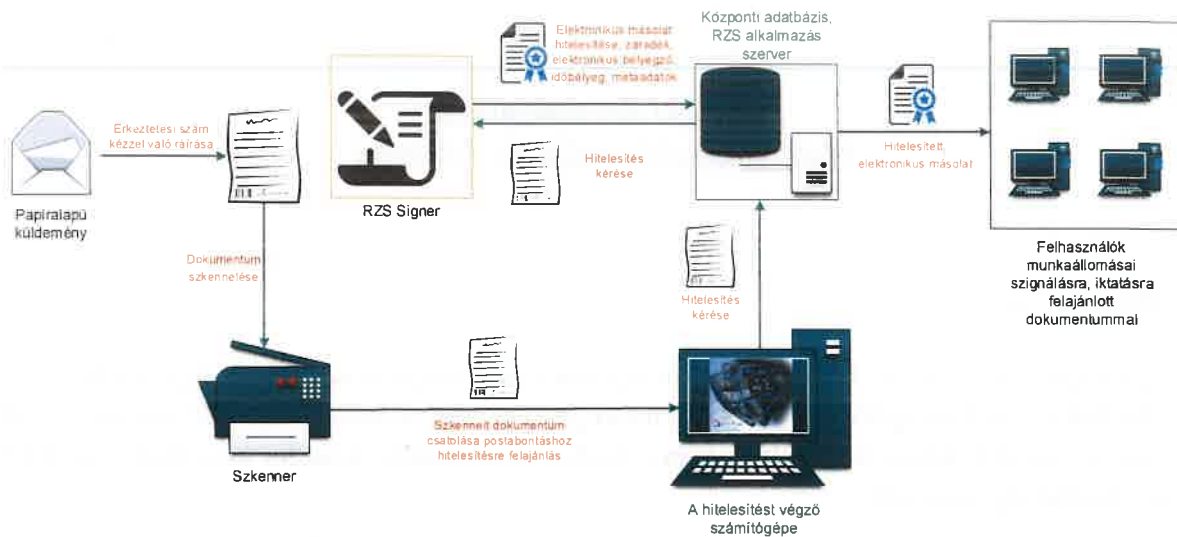 Központi adatbázis,
RZS alkalmazás
szerver
Elektronikus másolat
hitelesítése, záradék,
elektronikus bélyegző,
időbélyeg, metaadatok
Érkeztetési szám
kézzel való ráírása
Papíralapú
küldemény
RZS Signer
Hitelesítés
kérése
Hitelesített,
elektronikus másolat
Felhasználók
munkaállomásai
szignálásra, iktatásra
felajánlott
dokumentummal
Dokumentum
szkennelése
Hitelesítés
kérése
Szkennelt dokumentum
csatolása postabontáshoz
hitelesítésre felajánlás
Szkenner
A hitelesítést végző
számítógépe